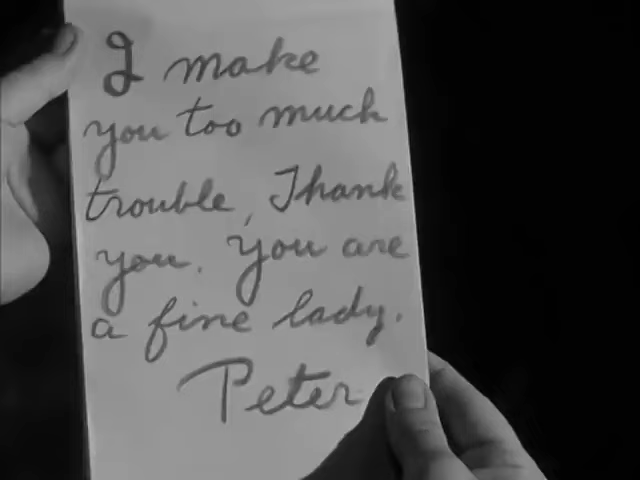 I make
you too much
trouble, Thank
you. You are
a fine lady.
Peter